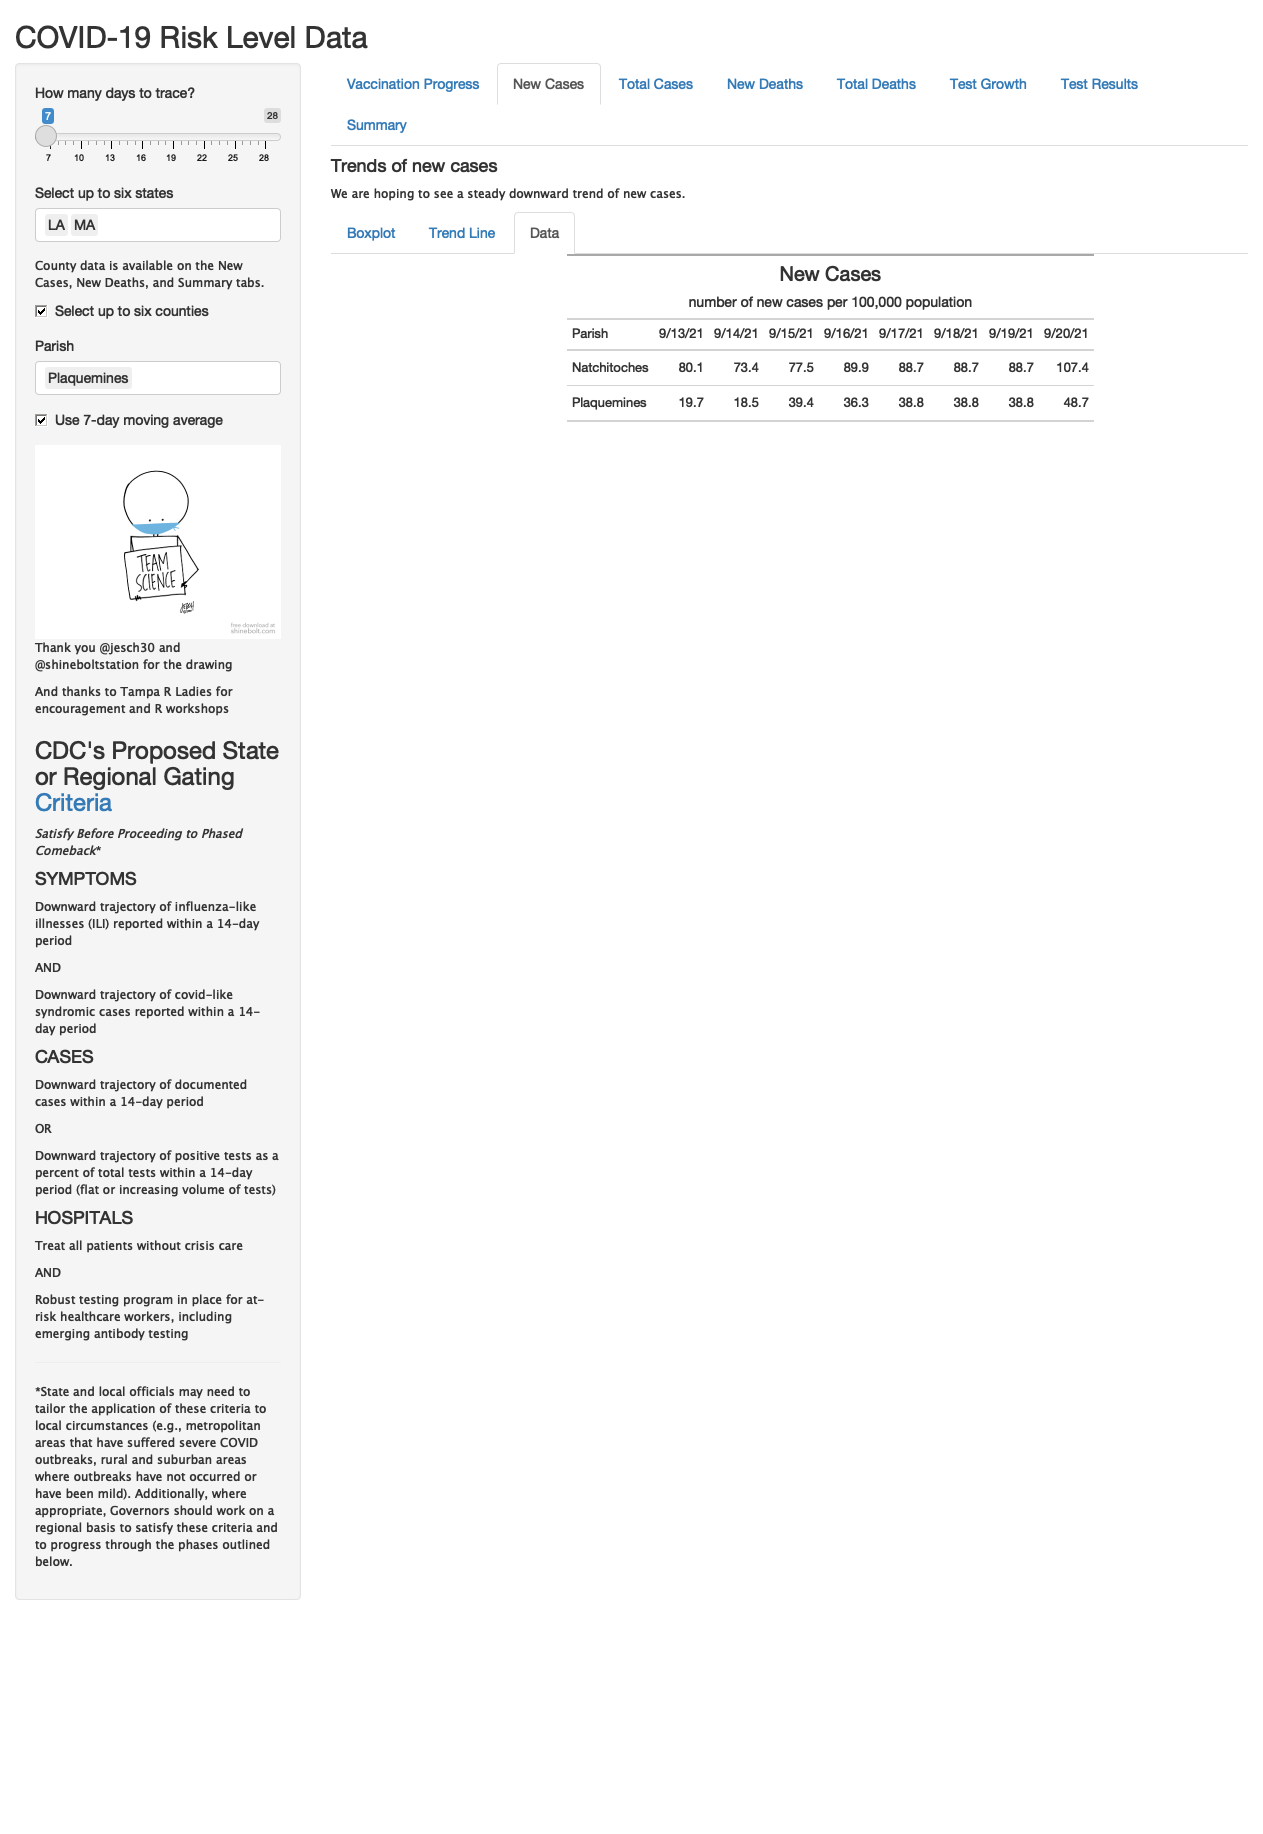 COVID-19 Risk Level Data
How many days to trace?
7 28
7 10 13 16 19 22 25 28
Select up to six states
LA MA
County data is available on the New
Cases, New Deaths, and Summary tabs.
Select up to six counties
Parish
Plaquemines
Use 7-day moving average
TEAM
SCIENCE
free download at
shinebolt.com
Thank you @jesch30 and
@shineboltstation for the drawing
And thanks to Tampa R Ladies for
encouragement and R workshops
CDC's Proposed State
or Regional Gating
Criteria
Satisfy Before Proceeding to Phased
Comeback*
SYMPTOMS
Downward trajectory of influenza-like
illnesses (ILI) reported within a 14-day
period
AND
Downward trajectory of covid-like
syndromic cases reported within a 14-
day period
CASES
Downward trajectory of documented
cases within a 14-day period
OR
Downward trajectory of positive tests as a
percent of total tests within a 14-day
period (flat or increasing volume of tests)
HOSPITALS
Treat all patients without crisis care
AND
Robust testing program in place for at-
risk healthcare workers, including
emerging antibody testing
*State and local officials may need to
tailor the application of these criteria to
local circumstances (e.g., metropolitan
areas that have suffered severe COVID
outbreaks, rural and suburban areas
where outbreaks have not occurred or
have been mild). Additionally, where
appropriate, Governors should work on a
regional basis to satisfy these criteria and
to progress through the phases outlined
below.
Vaccination Progress New Cases Total Cases New Deaths Total Deaths Test Growth Test Results
Summary
Trends of new cases
We are hoping to see a steady downward trend of new cases.
Boxplot Trend Line Data
New Cases
number of new cases per 100,000 population
Parish 9/13/21 9/14/21 9/15/21 9/16/21 9/17/21 9/18/21 9/19/21 9/20/21
Natchitoches 80.1 73.4 77.5 89.9 88.7 88.7 88.7 107.4
Plaquemines 19.7 18.5 39.4 36.3 38.8 38.8 38.8 48.7